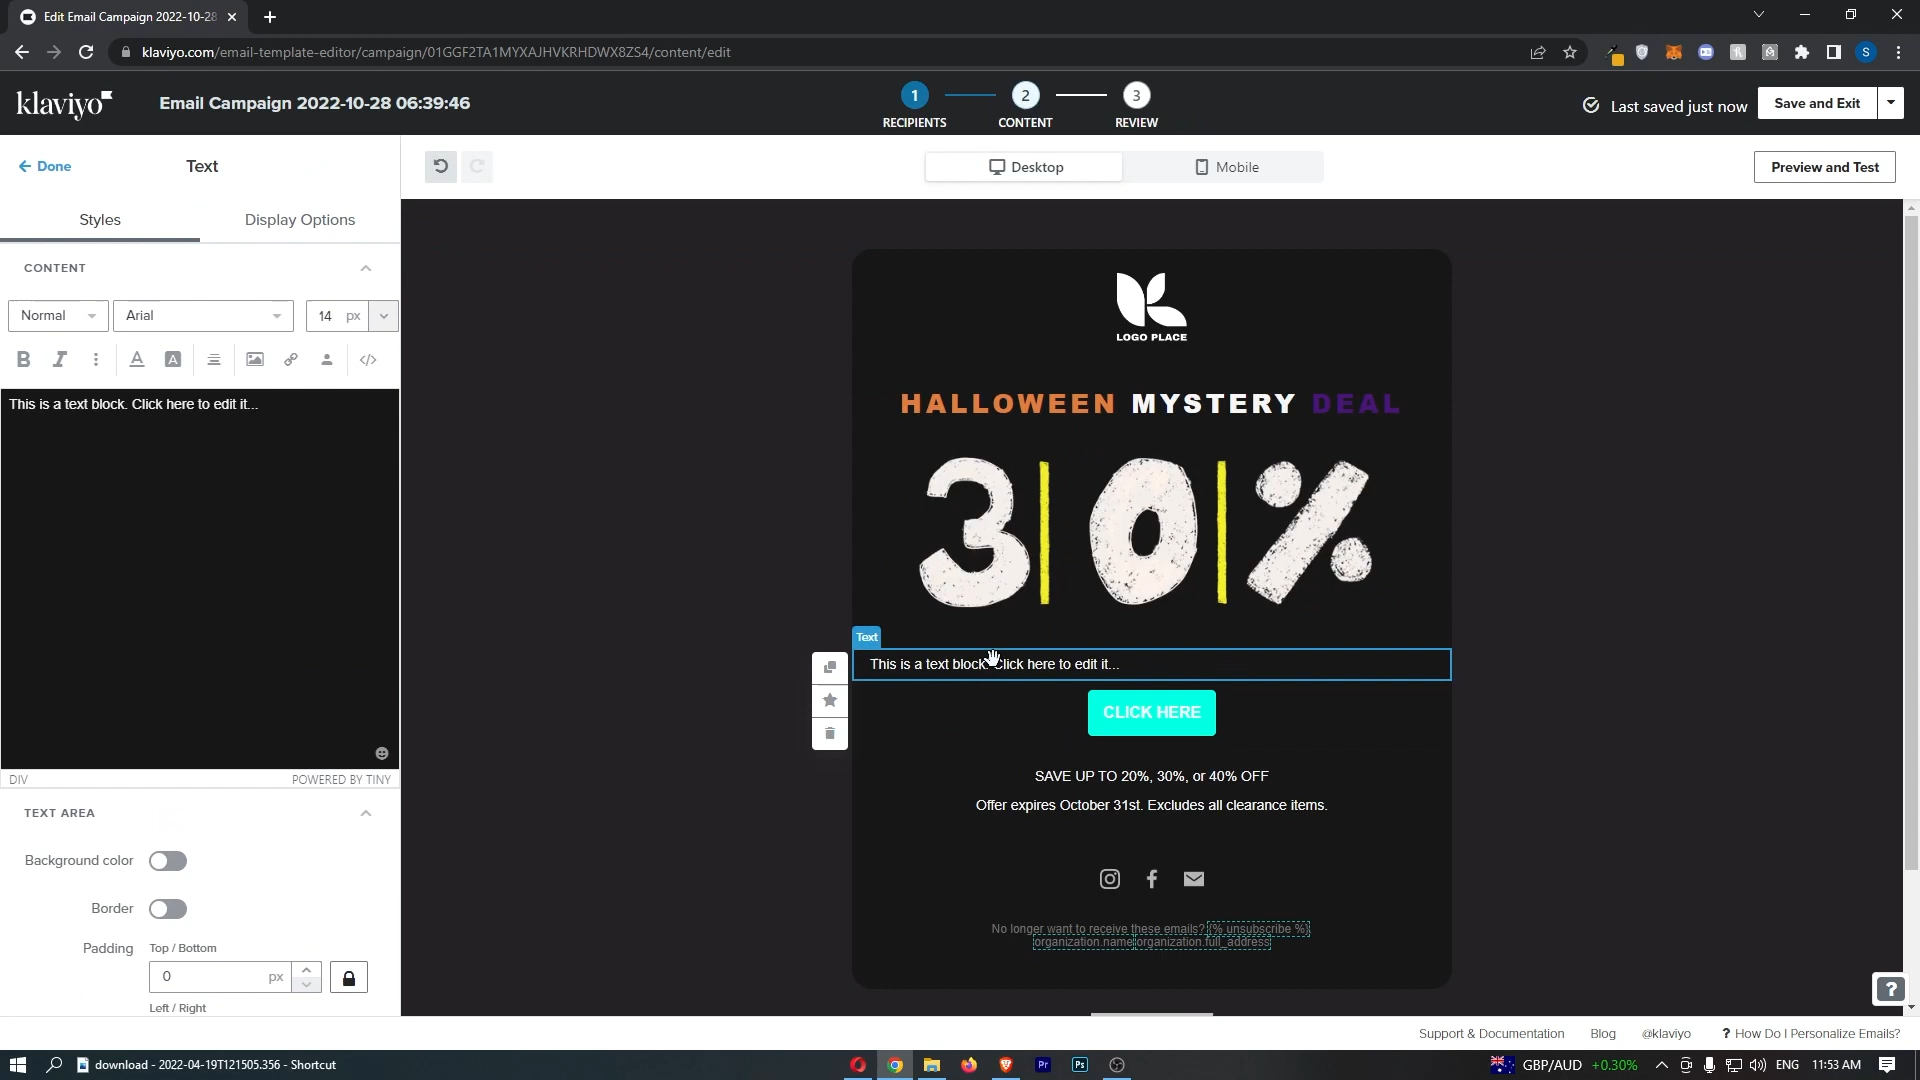 Edit Email Campaign 2022-10-28
klaviyo.com/email-template-editor/campaign/01GGF2TA1MYXAJHVKRHDWX8ZS4/content/edit
S
klaviyo
Email Campaign 2022-10-28 06:39:46
1
2
3
RECIPIENTS
CONTENT
REVIEW
Last saved just now
Save and Exit
Done
Text
Desktop
Mobile
Preview and Test
Styles
Display Options
CONTENT
Normal
Arial
14 px
This is a text block. Click here to edit it...
DIV
POWERED BY TINY
TEXT AREA
Background color
Border
Padding
Top / Bottom
0 px
Left / Right
LOGO PLACE
HALLOWEEN MYSTERY DEAL
3|0|%
Text
This is a text block. Click here to edit it...
CLICK HERE
SAVE UP TO 20%, 30%, or 40% OFF
Offer expires October 31st. Excludes all clearance items.
No longer want to receive these emails? {% unsubscribe %}
organization.name organization.full_address
?
Support & Documentation
Blog
@klaviyo
? How Do I Personalize Emails?
download - 2022-04-19T121505.356 - Shortcut
Pr
Ps
GBP/AUD +0.30%
ENG
11:53 AM